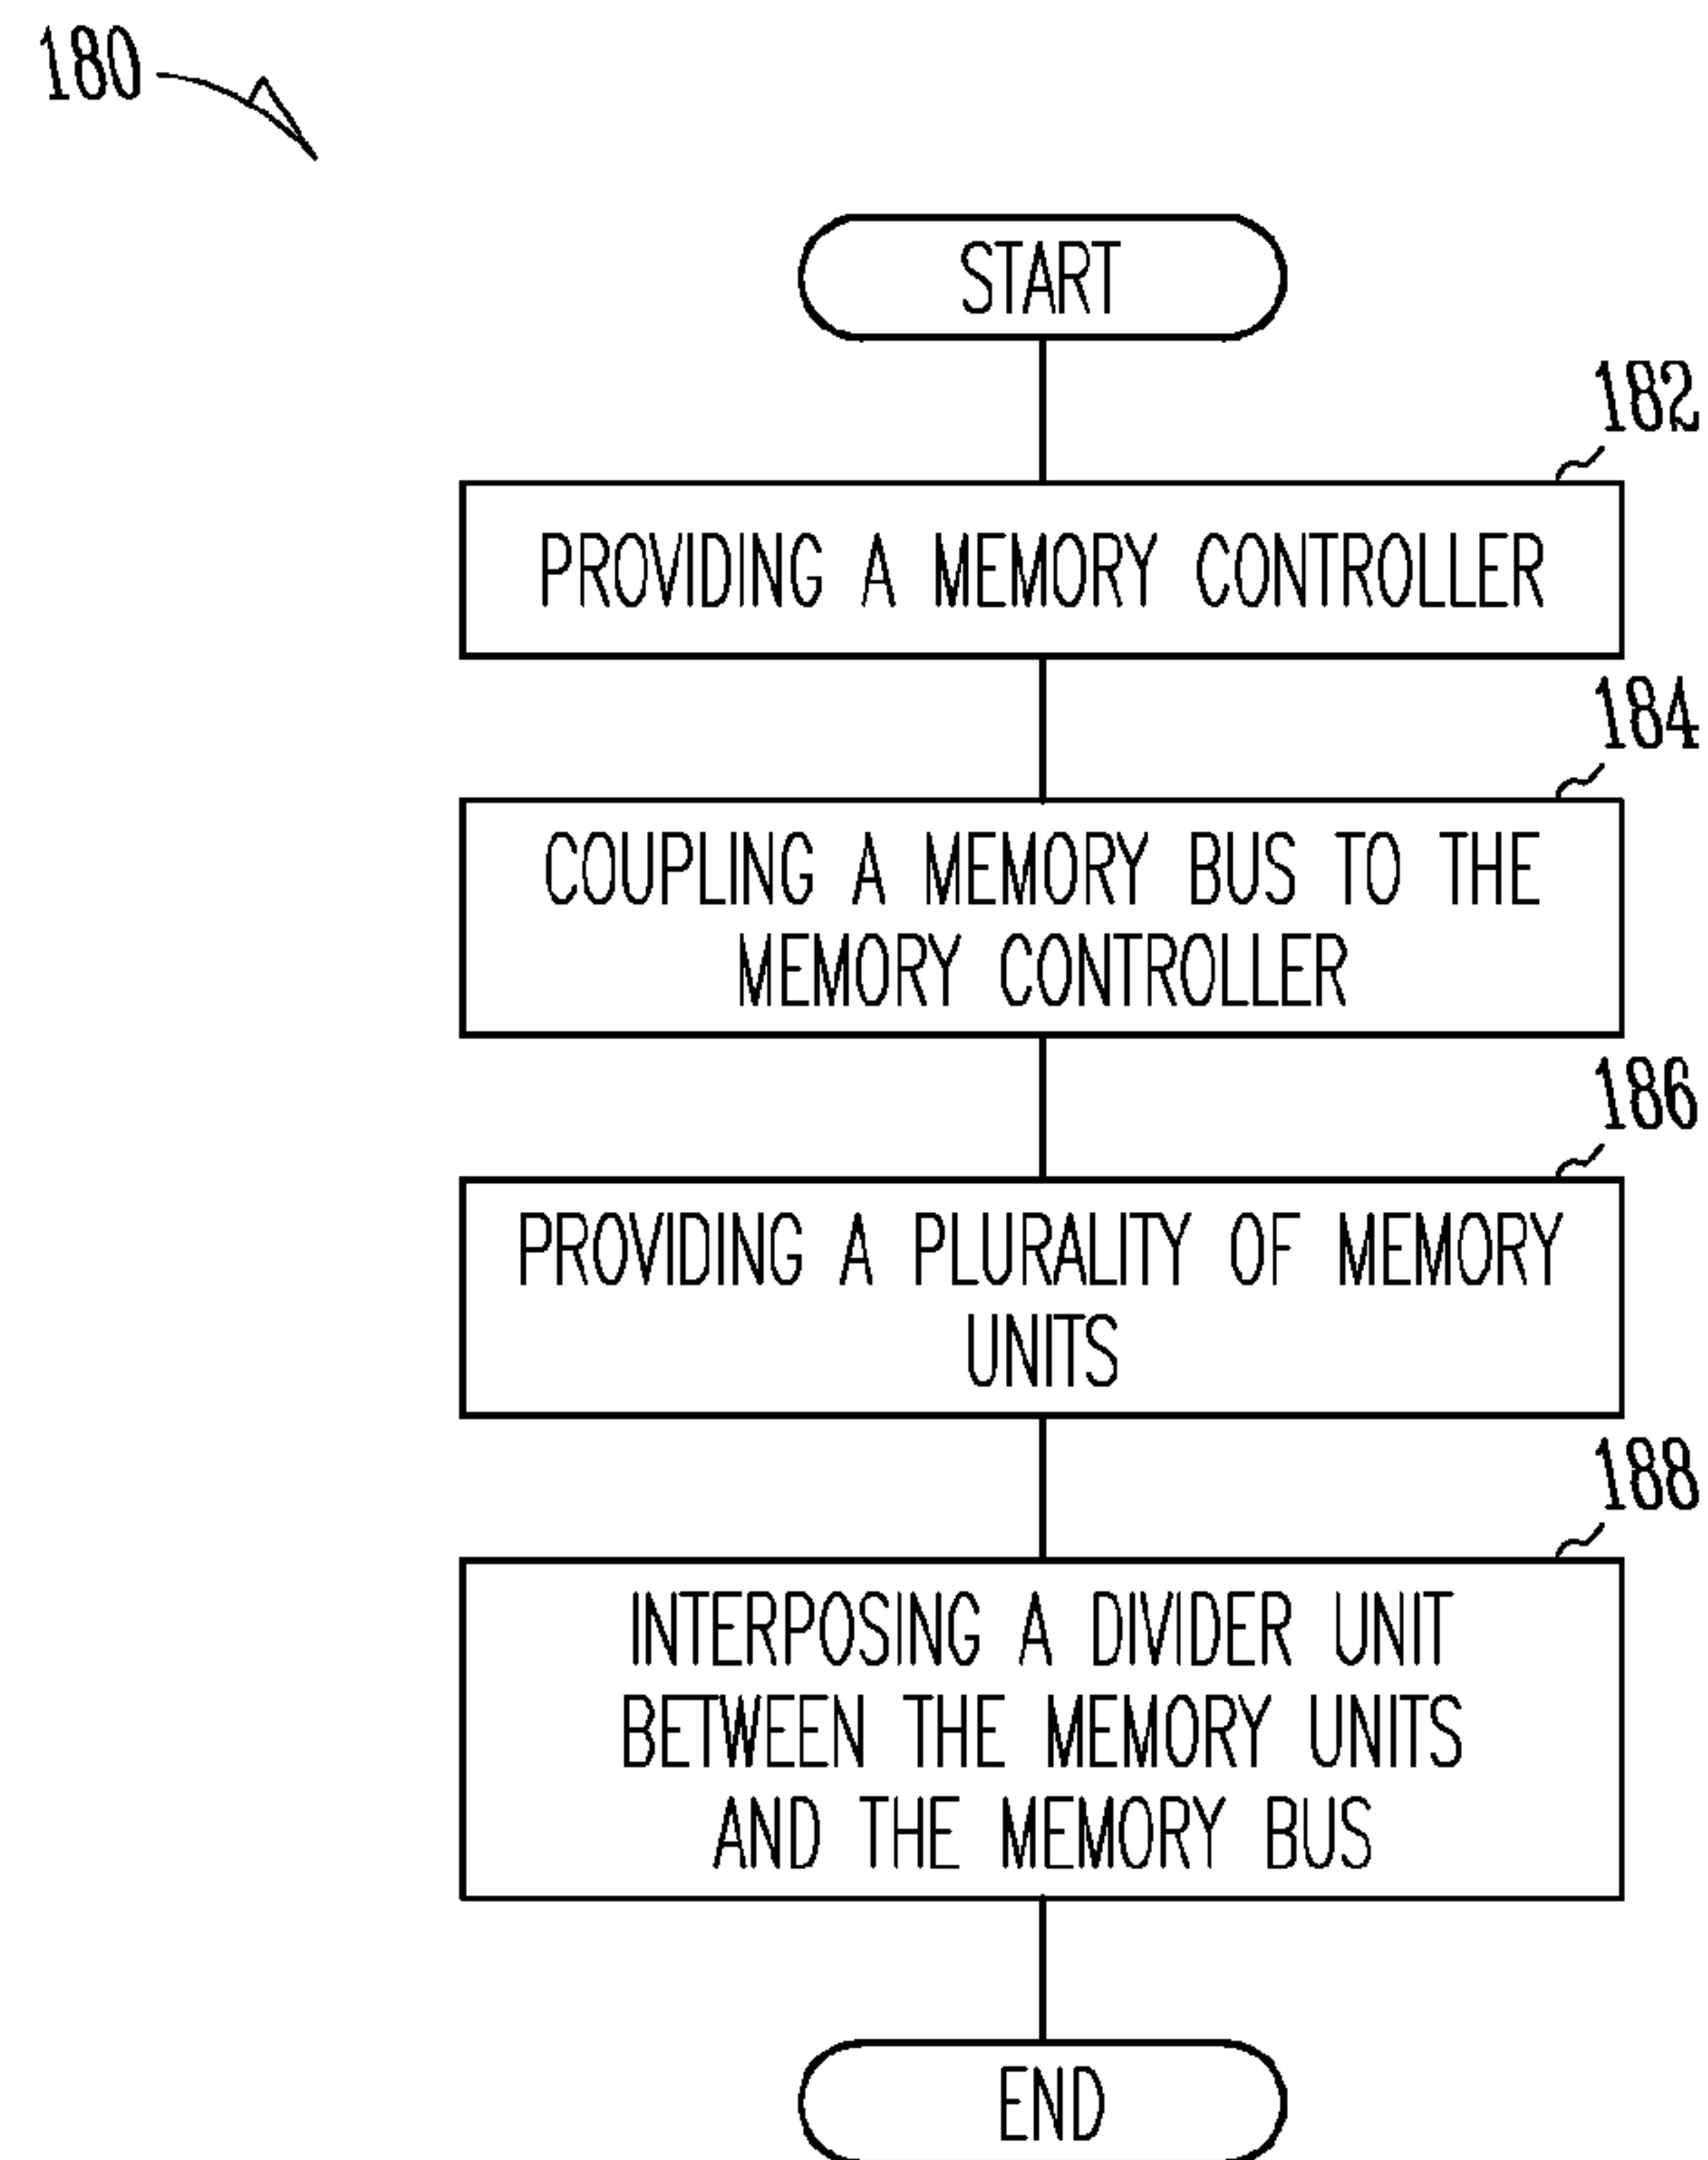 180
START
182
PROVIDING A MEMORY CONTROLLER
184
COUPLING A MEMORY BUS TO THE
MEMORY CONTROLLER
186
PROVIDING A PLURALITY OF MEMORY
UNITS
188
INTERPOSING A DIVIDER UNIT
BETWEEN THE MEMORY UNITS
AND THE MEMORY BUS
END